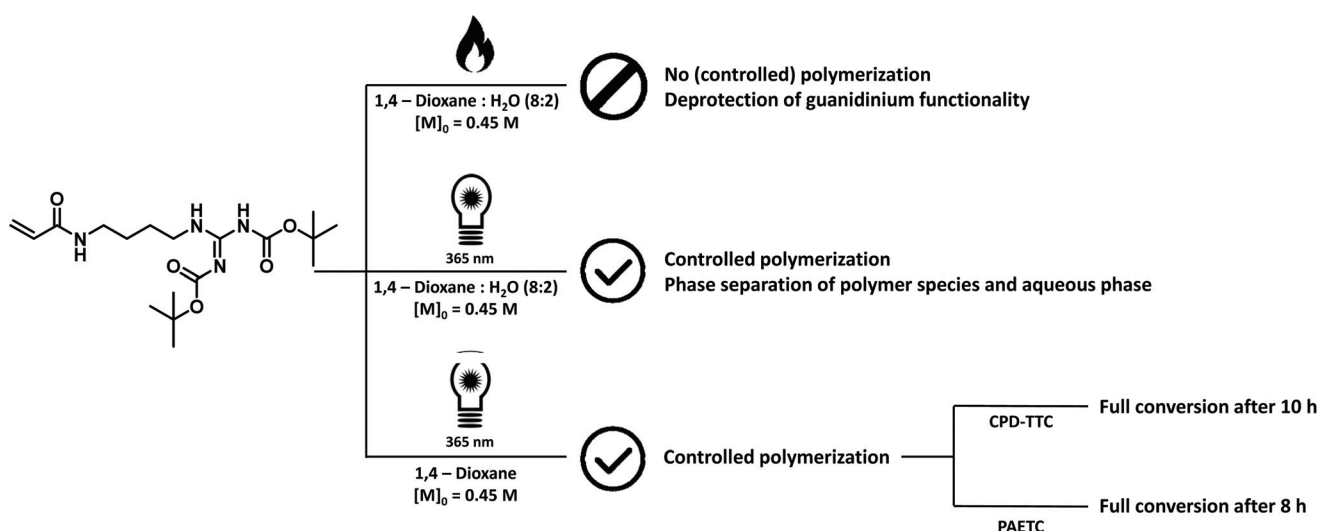 1,4 – Dioxane : H₂O (8:2)
[M]₀ = 0.45 M
No (controlled) polymerization
Deprotection of guanidinium functionality
365 nm
1,4 – Dioxane : H₂O (8:2)
[M]₀ = 0.45 M
Controlled polymerization
Phase separation of polymer species and aqueous phase
O
N
H
H
N
H
N
O
O
N
O
O
365 nm
1,4 – Dioxane
[M]₀ = 0.45 M
Controlled polymerization
CPD-TTC
Full conversion after 10 h
PAETC
Full conversion after 8 h